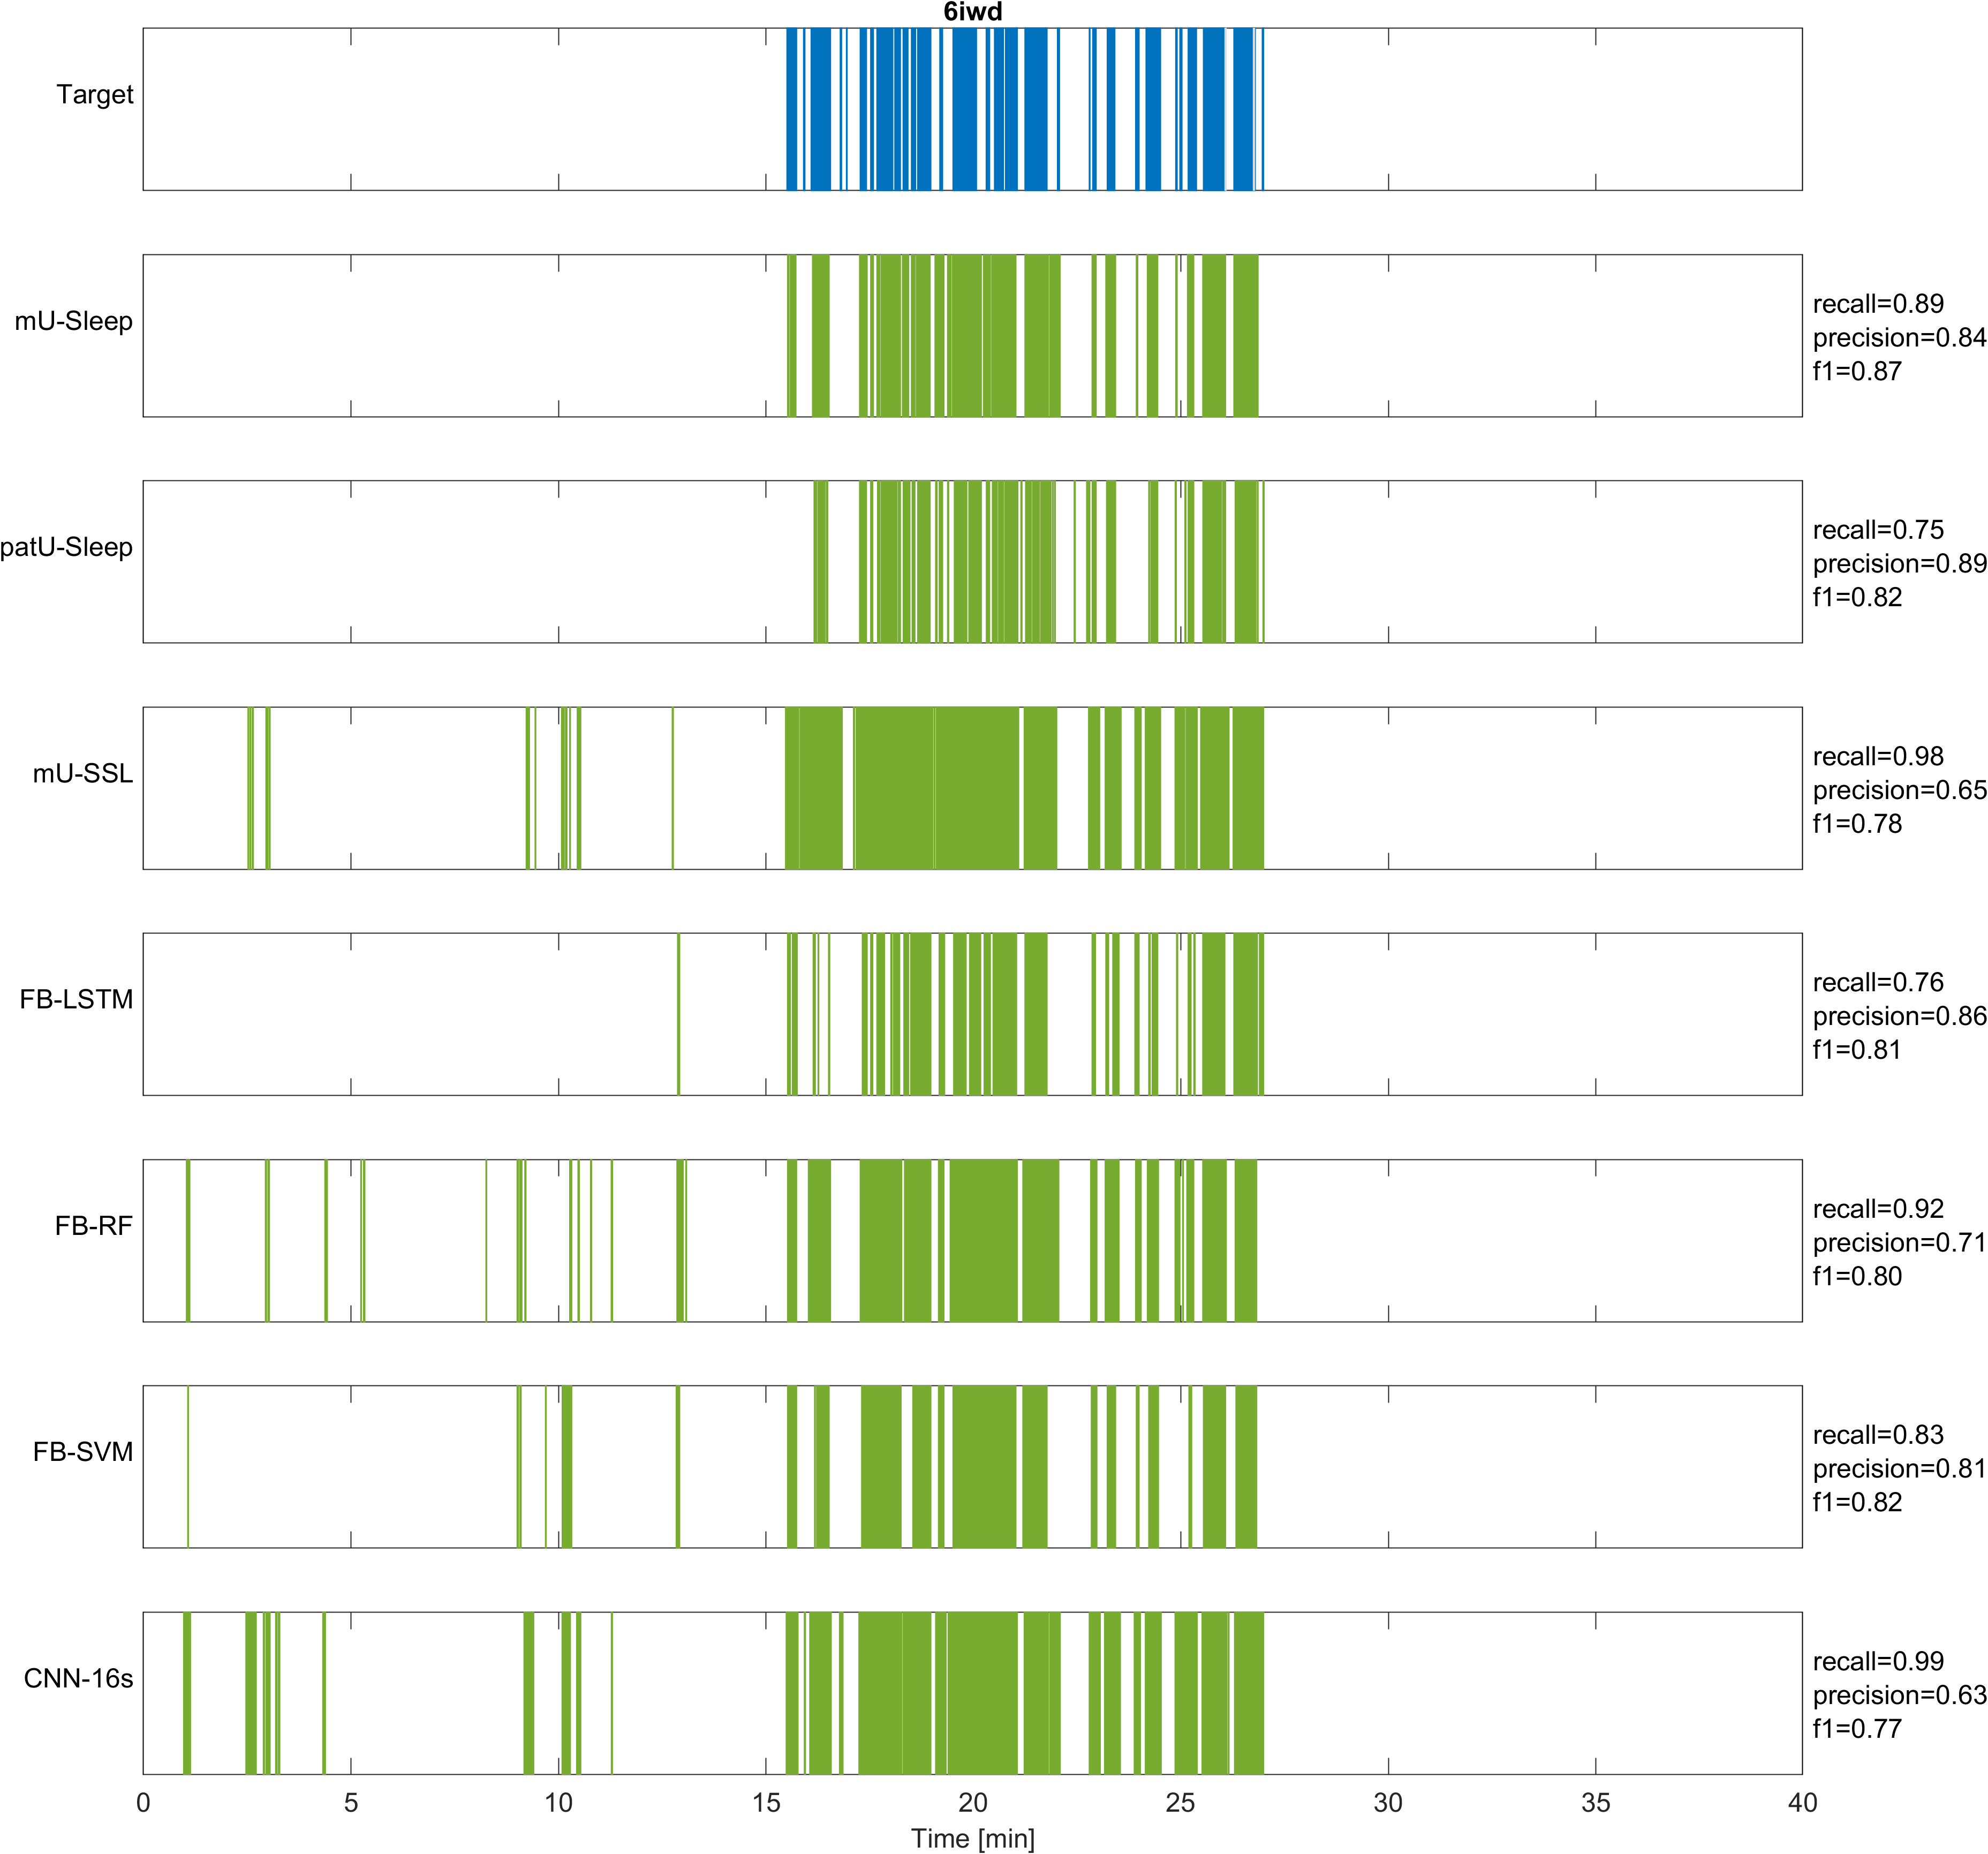 6iwd
Target
mU-Sleep
recall=0.89
precision=0.84
f1=0.87
patU-Sleep
recall=0.75
precision=0.89
f1=0.82
mU-SSL
recall=0.98
precision=0.65
f1=0.78
FB-LSTM
recall=0.76
precision=0.86
f1=0.81
FB-RF
recall=0.92
precision=0.71
f1=0.80
FB-SVM
recall=0.83
precision=0.81
f1=0.82
CNN-16s
recall=0.99
precision=0.63
f1=0.77
0 5 10 15 20 25 30 35 40
Time [min]